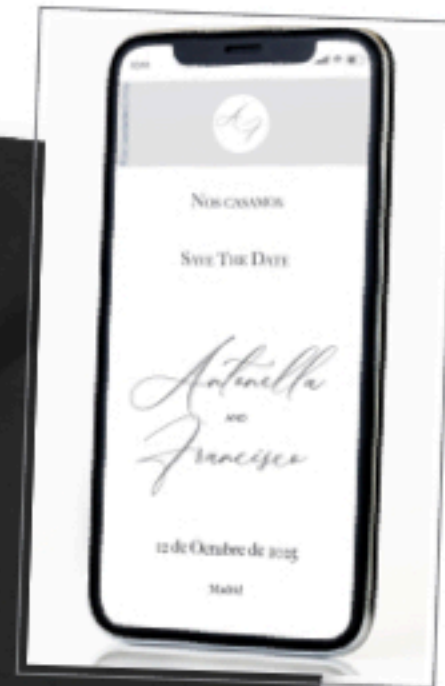 Nos casamos
Save The Date
Antonella
AND
Francisco
12 de Octubre de 2025
Madrid